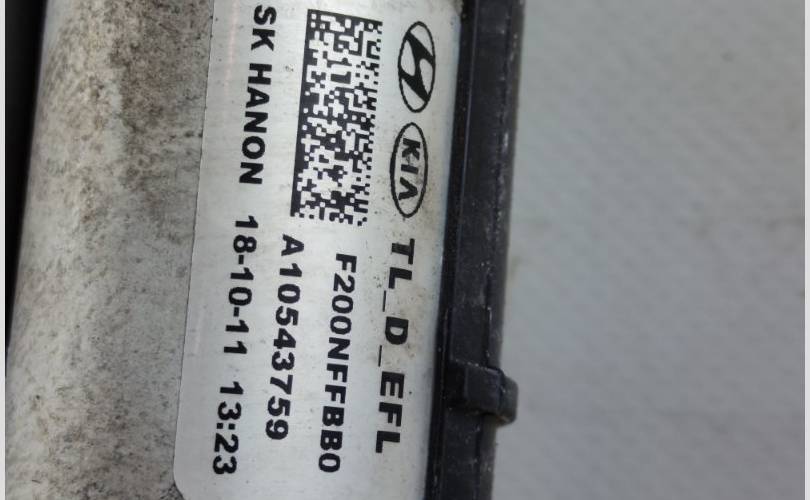 KIA TL_D_EFL
F200NFFBB0
A10543759
SK HANON 18-10-11 13:23